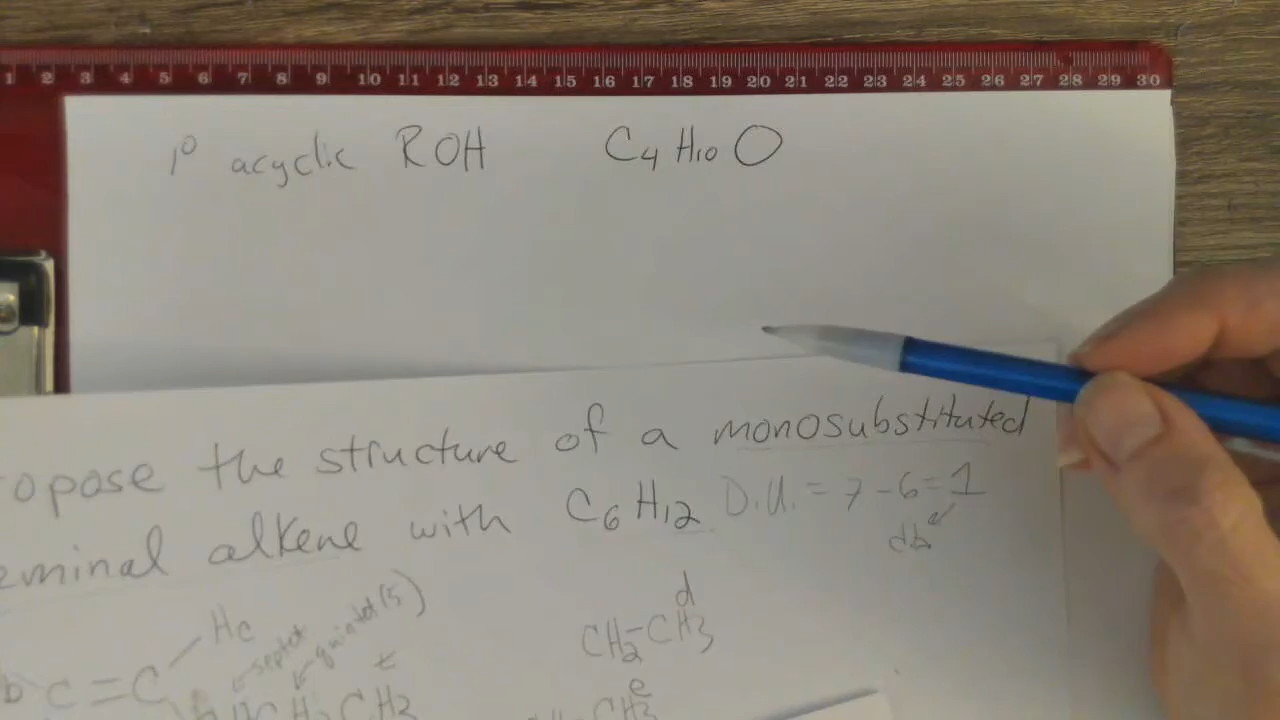 1 2 3 4 5 6 7 8 9 10 11 12 13 14 15 16 17 18 19 20 21 22 23 24 25 26 27 28 29 30
1° acyclic ROH C4H10O
opose the structure of a monosubstituted
eminal alkene with C6H12 D.U. = 7 - 6 = 1
db
Hc
septet
quintet (5)
d
CH2-CH3
b C=C
t
CH2
e
CH3